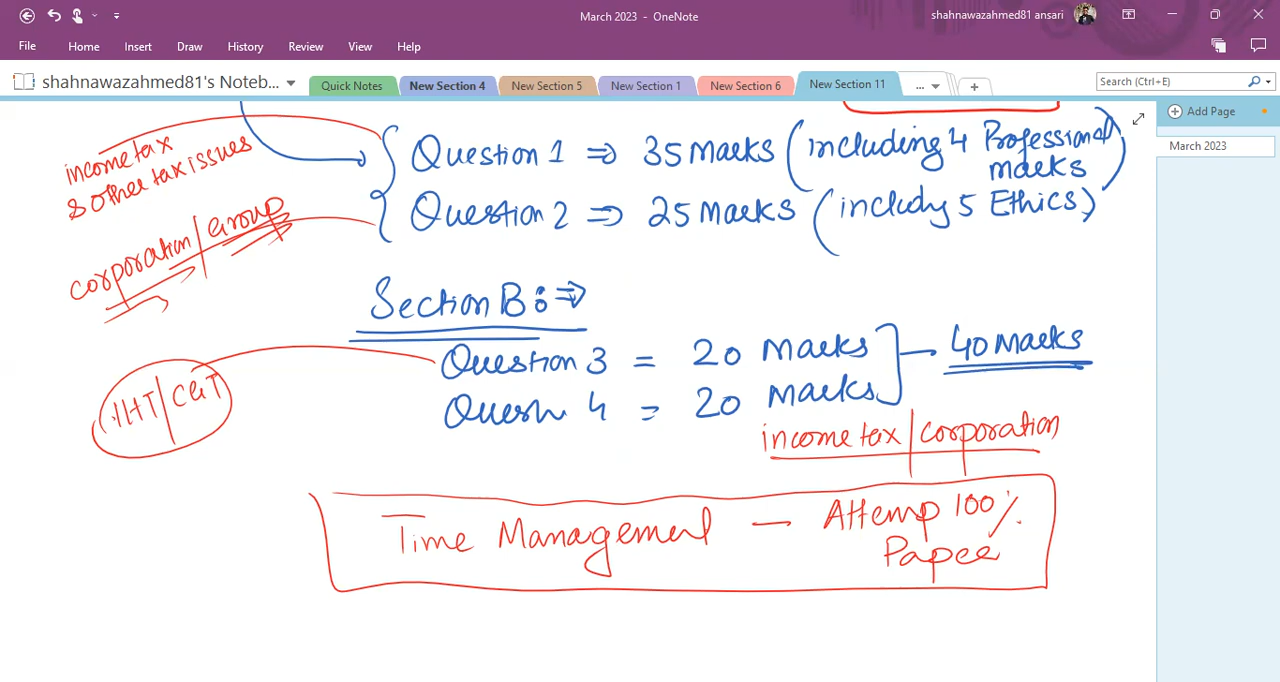 March 2023 - OneNote
shahnawazahmed81 ansari
File Home Insert Draw History Review View Help
shahnawazahmed81's Noteb...
Quick Notes
New Section 4
New Section 5
New Section 1
New Section 6
New Section 11
...
Search (Ctrl+E)
Add Page
March 2023
income tax
& other tax issues
Question 1 ⇒ 35 Marks (including 4 Professional
marks)
Question 2 ⇒ 25 Marks (includy 5 Ethics)
corporation/Group
Section B: ⇒
Question 3 = 20 Marks
40 Marks
Quesn 4 = 20 Marks
IHT/CGT
income tax | corporation
Time Management — Attemp 100%
Paper